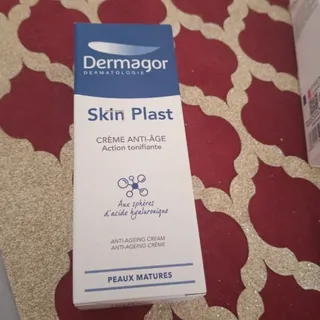 Dermagor
DERMATOLOGIE
Skin Plast
CRÈME ANTI-ÂGE
Action tonifiante
Aux sphères
d'acide hyaluronique
ANTI-AGEING CREAM
ANTI-AGEING CRÈME
PEAUX MATURES